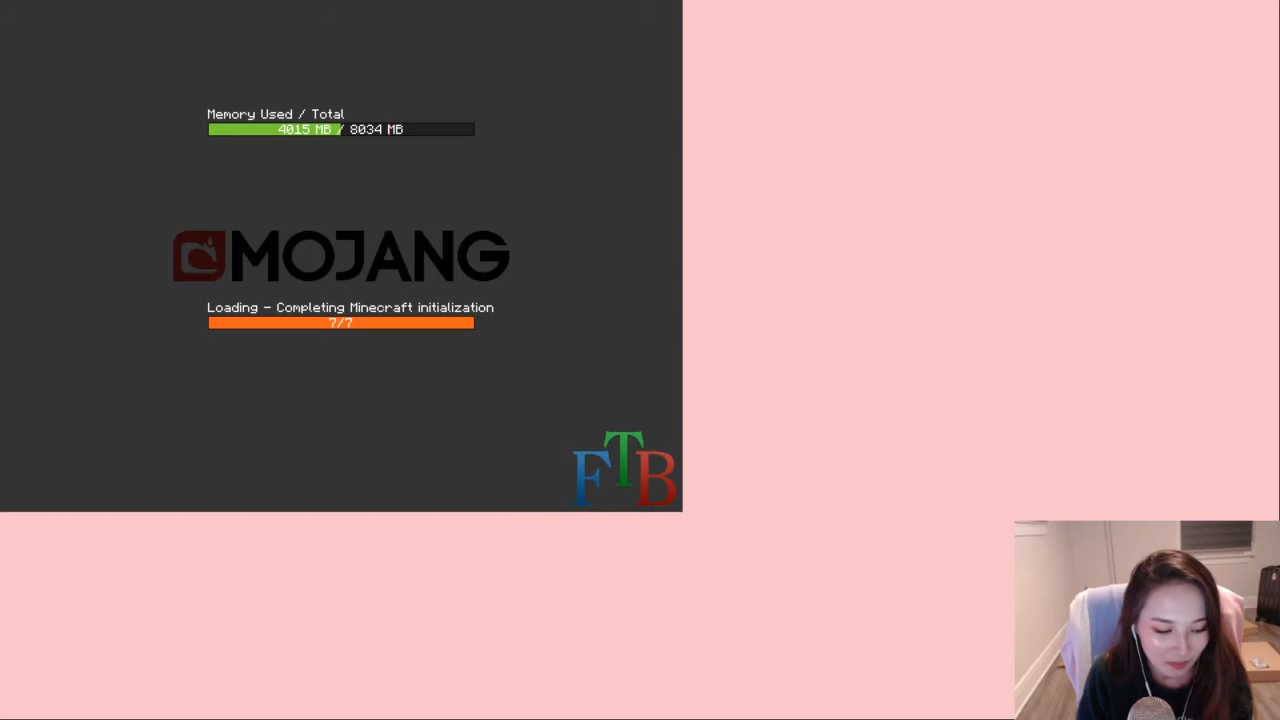 Memory Used / Total
4015 MB / 8034 MB
MOJANG
Loading - Completing Minecraft initialization
7/7
FTB